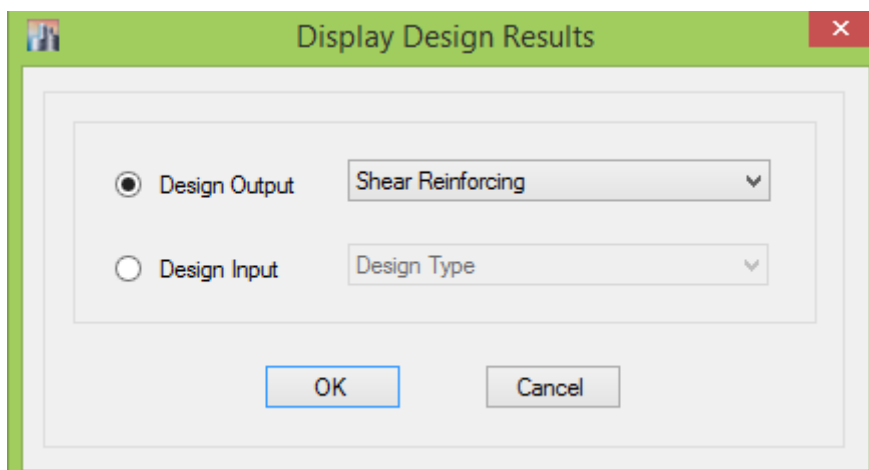 Display Design Results
Design Output Shear Reinforcing
Design Input Design Type
OK Cancel